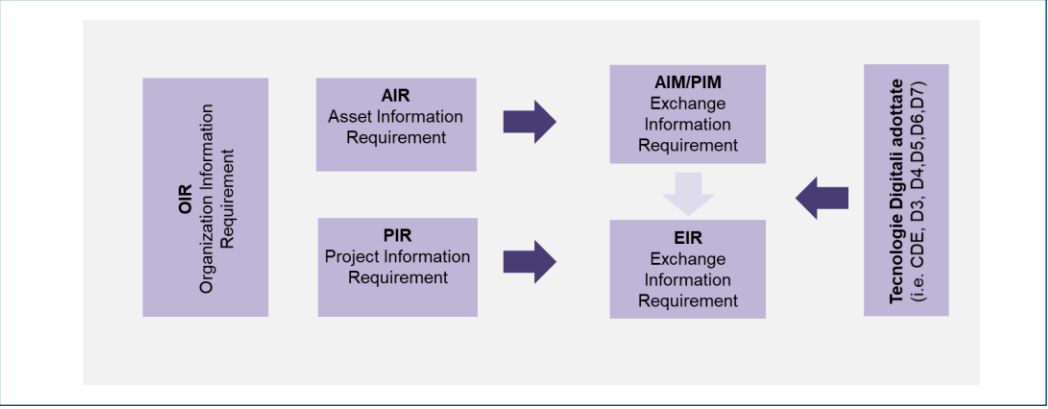 OIR
Organization Information
Requirement
AIR
Asset Information
Requirement
PIR
Project Information
Requirement
AIM/PIM
Exchange
Information
Requirement
EIR
Exchange
Information
Requirement
Tecnologie Digitali adottate
(i.e. CDE, D3, D4,D5,D6,D7)